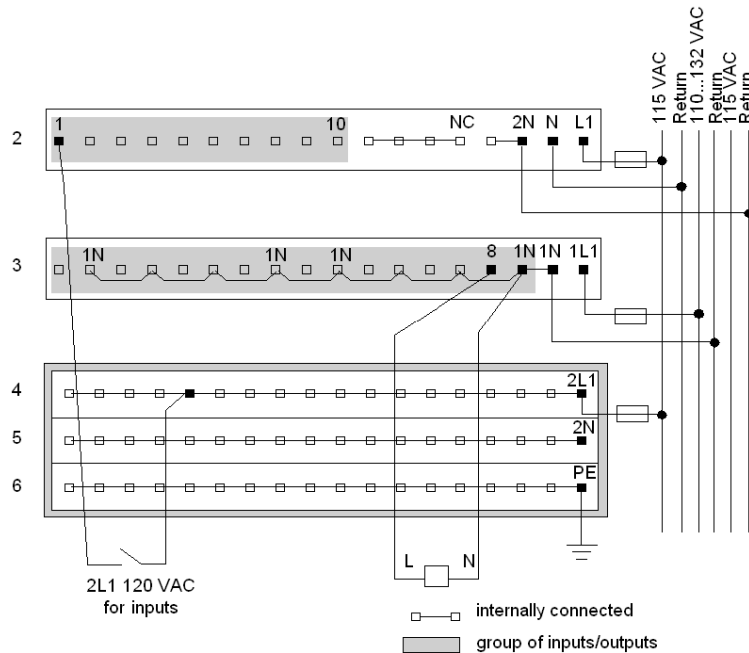 115 VAC
Return
110...132 VAC
Return
115 VAC
Return
2
1
10
NC
2N
N
L1
3
1N
1N
1N
8
1N
1N
1L1
4
2L1
5
2N
6
PE
L
N
2L1 120 VAC
for inputs
internally connected
group of inputs/outputs